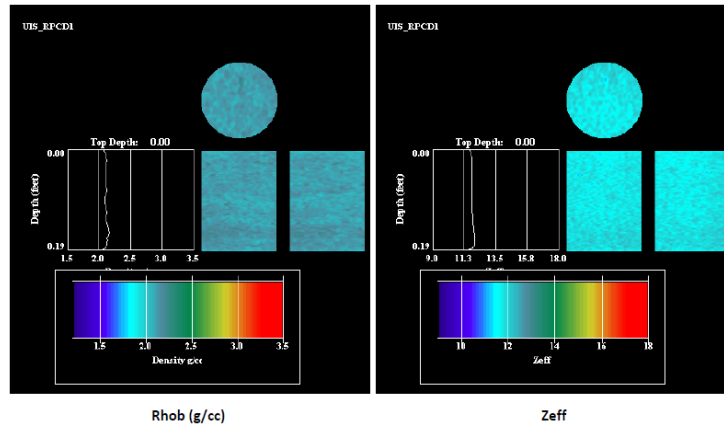 UIS_RPCD1
Top Depth: 0.00
0.00
Depth (feet)
0.19
1.5 2.0 2.5 3.0 3.5
1.5 2.0 2.5 3.0 3.5
Density g/cc
Rhob (g/cc)
UIS_RPCD1
Top Depth: 0.00
0.00
Depth (feet)
0.19
9.0 11.3 13.5 15.8 18.0
Zeff
10 12 14 16 18
Zeff
Zeff